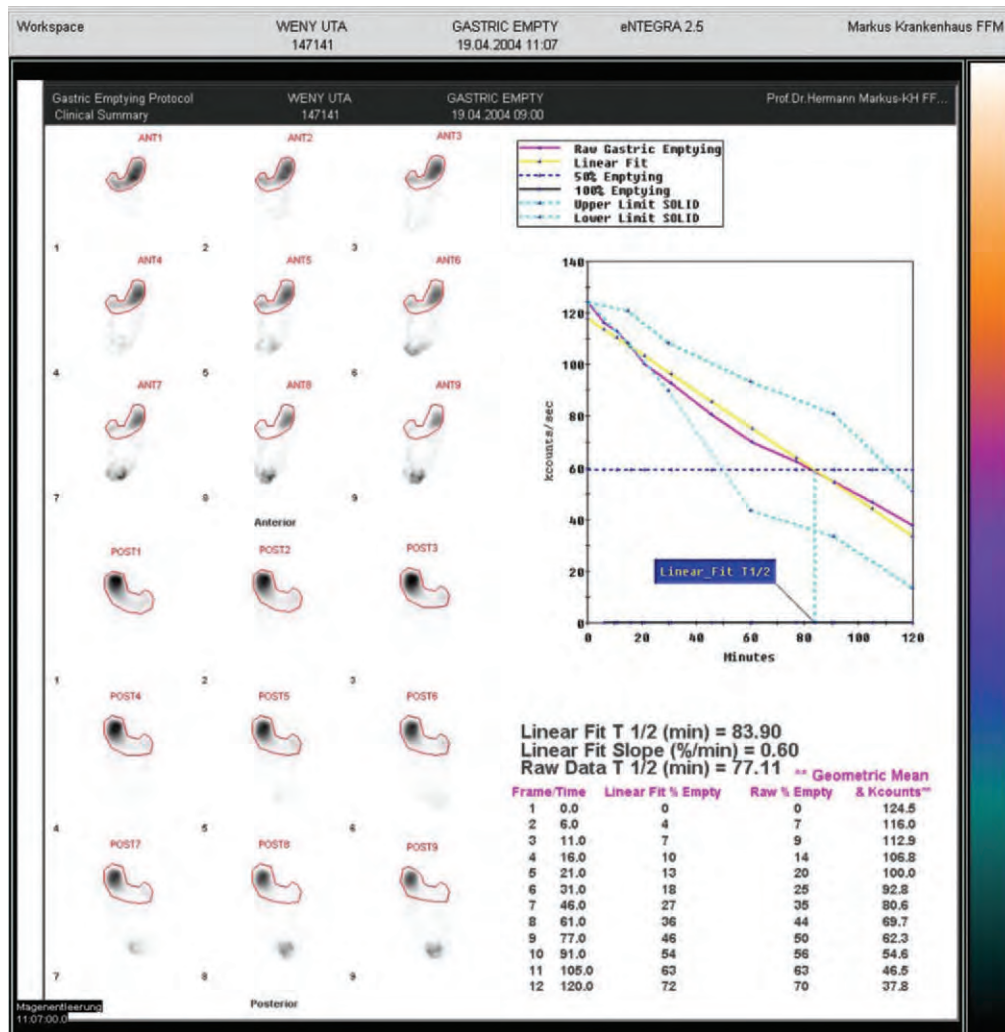 Workspace WENY UTA GASTRIC EMPTY eNTEGRA 2.5 Markus Krankenhaus FFM
147141 19.04.2004 11:07
Gastric Emptying Protocol WENY UTA GASTRIC EMPTY Prof.Dr.Hermann Markus-KH FF...
Clinical Summary 147141 19.04.2004 09:00
ANT1 ANT2 ANT3
1 2 3
ANT4 ANT5 ANT6
4 5 6
ANT7 ANT8 ANT9
7 8 9
Anterior
POST1 POST2 POST3
1 2 3
POST4 POST5 POST6
4 5 6
POST7 POST8 POST9
7 8 9
Posterior
Magenentleerung
11:07:00.0
Raw Gastric Emptying
Linear Fit
50% Emptying
100% Emptying
Upper Limit SOLID
Lower Limit SOLID
140
120
100
80
60
40
20
0
kcounts/sec
Linear_Fit T1/2
0 20 40 60 80 100 120
Minutes
Linear Fit T 1/2 (min) = 83.90
Linear Fit Slope (%/min) = 0.60
Raw Data T 1/2 (min) = 77.11
** Geometric Mean
Frame/Time Linear Fit % Empty Raw % Empty & Kcounts**
1 0.0 0 0 124.5
2 6.0 4 7 116.0
3 11.0 7 9 112.9
4 16.0 10 14 106.8
5 21.0 13 20 100.0
6 31.0 18 25 92.8
7 46.0 27 35 80.6
8 61.0 36 44 69.7
9 77.0 46 50 62.3
10 91.0 54 56 54.6
11 105.0 63 63 46.5
12 120.0 72 70 37.8